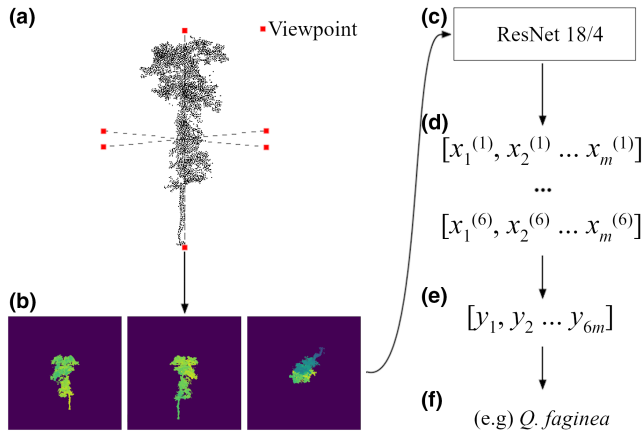 (a)
Viewpoint
(b)
(c)
ResNet 18/4
(d)
[x₁⁽¹⁾, x₂⁽¹⁾ ... xₘ⁽¹⁾]
...
[x₁⁽⁶⁾, x₂⁽⁶⁾ ... xₘ⁽⁶⁾]
(e)
[y₁, y₂ ... y₆ₘ]
(f)
(e.g) Q. faginea